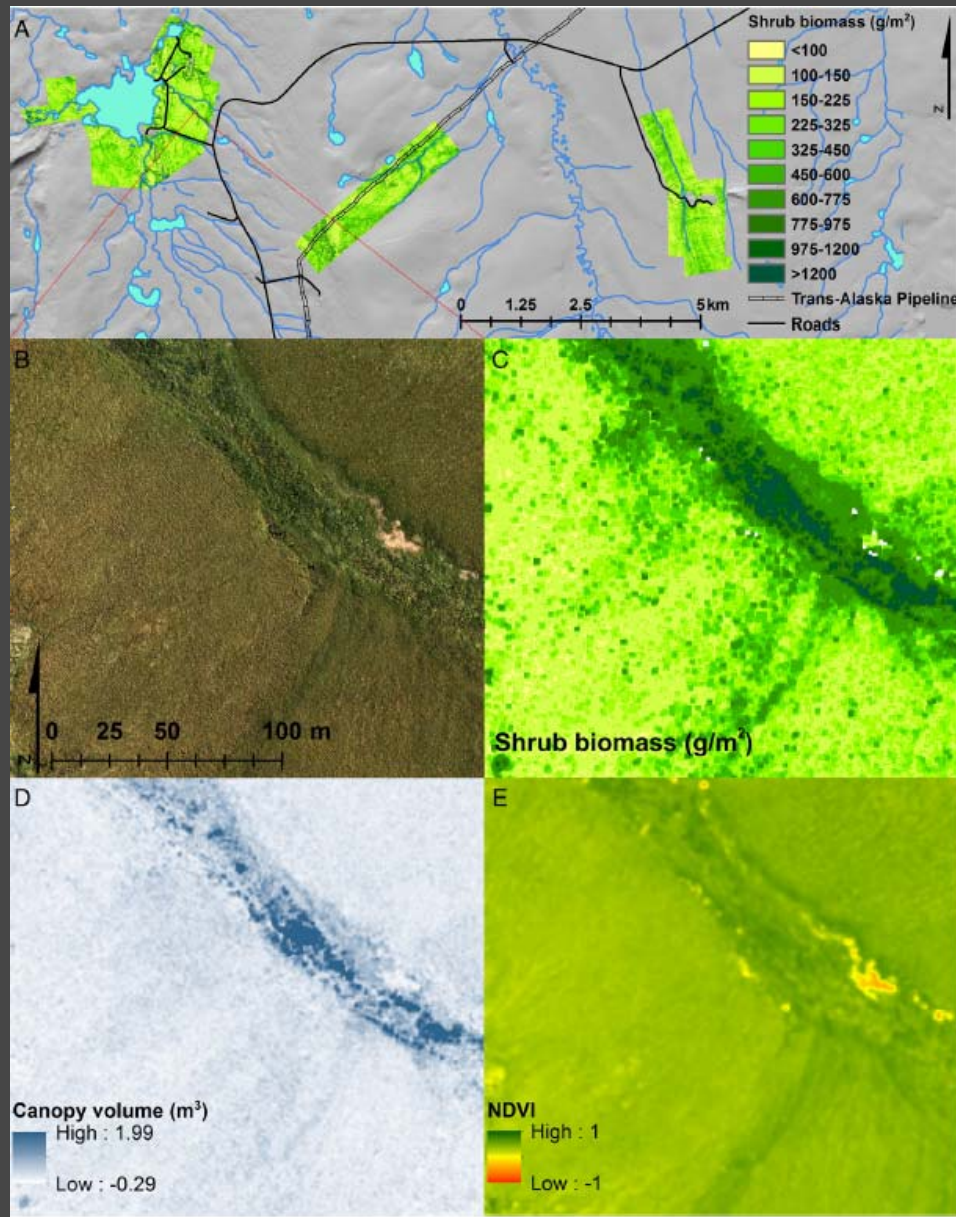 A
Shrub biomass (g/m²)
<100
100-150
150-225
225-325
325-450
450-600
600-775
775-975
975-1200
>1200
Trans-Alaska Pipeline
Roads
N
0 1.25 2.5 5km
B
N
0 25 50 100 m
C
Shrub biomass (g/m²)
D
Canopy volume (m³)
High : 1.99
Low : -0.29
E
NDVI
High : 1
Low : -1